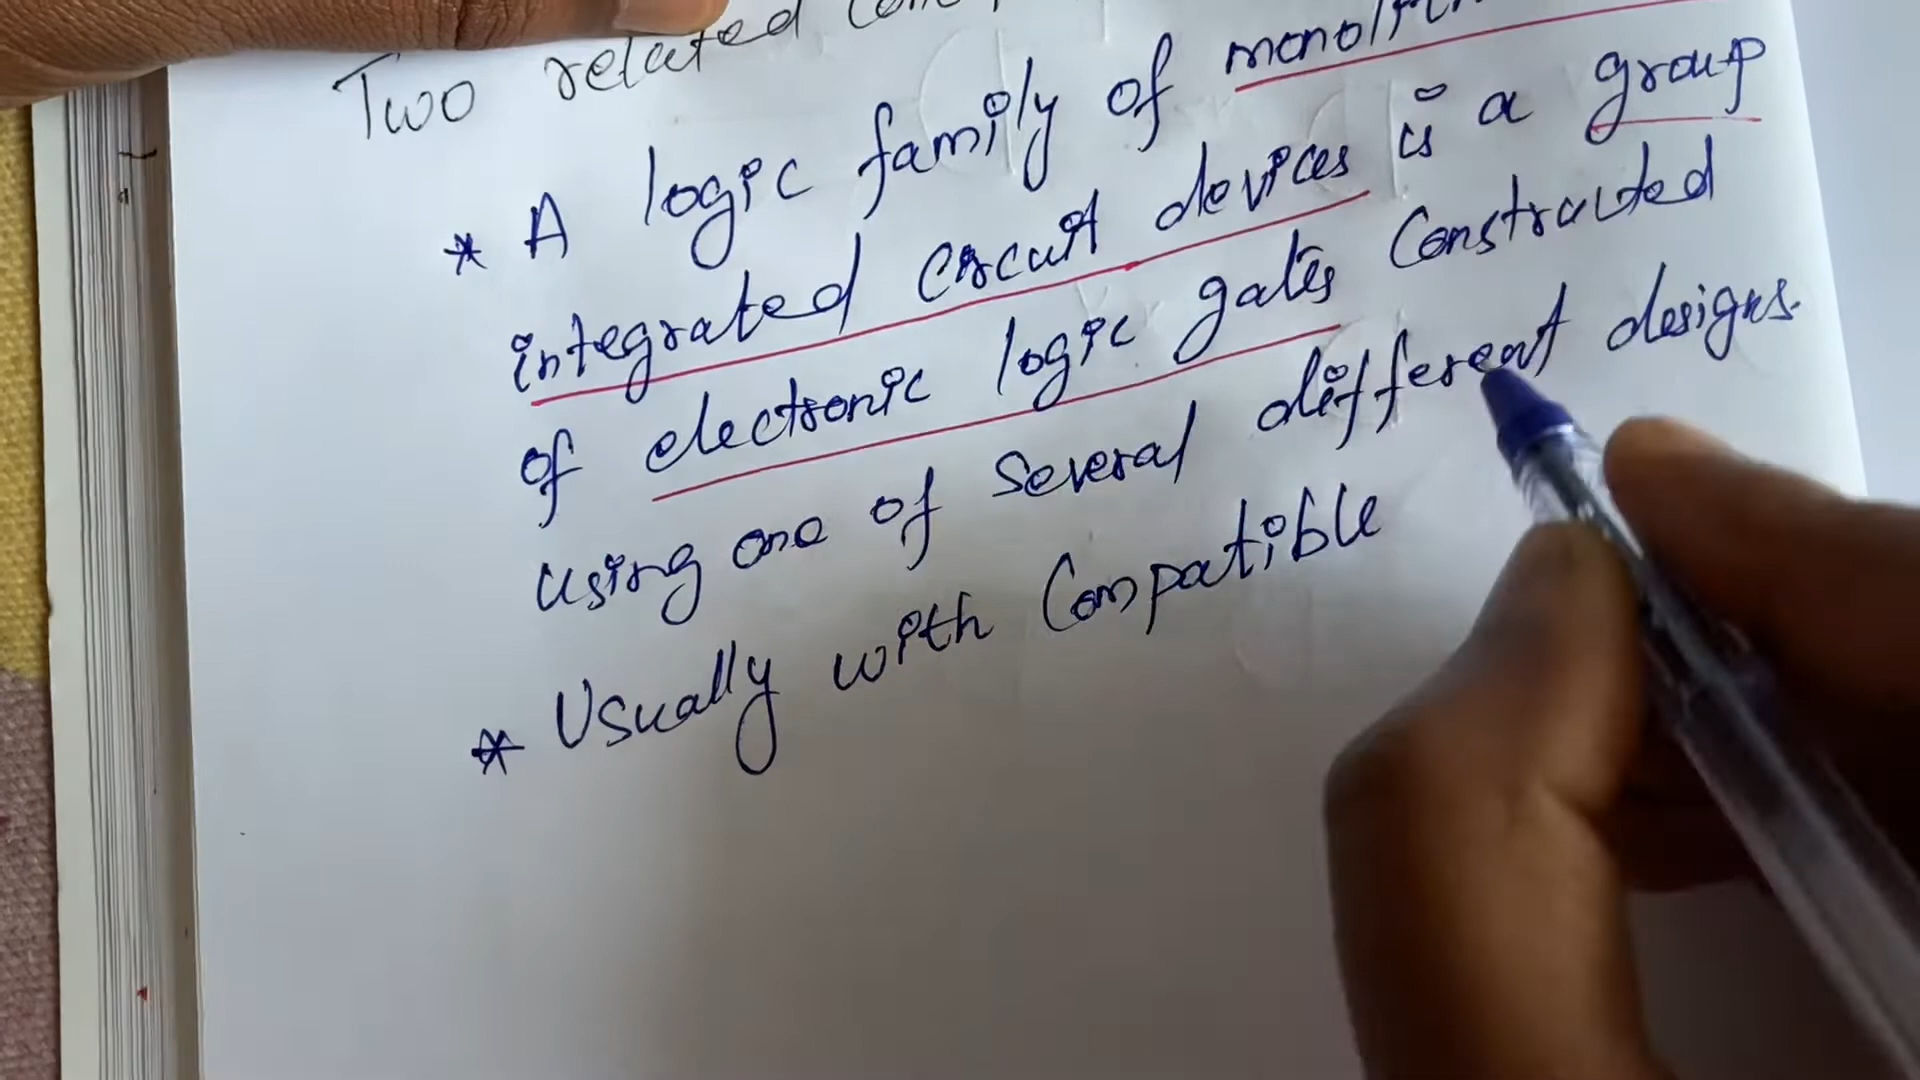 Two related
* A logic family of
integrated circuit devices is is a group
of electronic logic gates Constructed
using one of Several different designs.
* Usually with Compatible